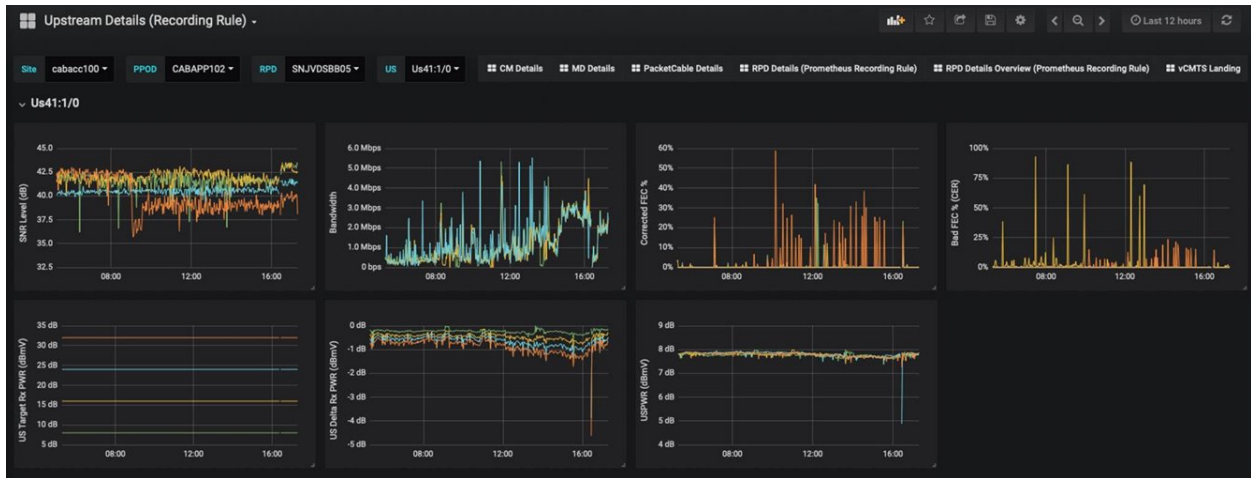 Upstream Details (Recording Rule)
Last 12 hours
Site cabacc100 PPOD CABAPP102 RPD SNJVDSBB05 US Us41:1/0 CM Details MD Details PacketCable Details RPD Details (Prometheus Recording Rule) RPD Details Overview (Prometheus Recording Rule) vCMTS Landing
Us41:1/0
SNR Level (dB)
45.0
42.5
40.0
37.5
35.0
32.5
08:00 12:00 16:00
Bandwidth
6.0 Mbps
5.0 Mbps
4.0 Mbps
3.0 Mbps
2.0 Mbps
1.0 Mbps
0 bps
08:00 12:00 16:00
Corrected FEC %
60%
50%
40%
30%
20%
10%
0%
08:00 12:00 16:00
Bad FEC % (CER)
100%
75%
50%
25%
0%
08:00 12:00 16:00
US Target Rx PWR (dBmV)
35 dB
30 dB
25 dB
20 dB
15 dB
10 dB
5 dB
08:00 12:00 16:00
US Delta Rx PWR (dBmV)
0 dB
-1 dB
-2 dB
-3 dB
-4 dB
-5 dB
08:00 12:00 16:00
USPWR (dBmV)
9 dB
8 dB
7 dB
6 dB
5 dB
4 dB
08:00 12:00 16:00